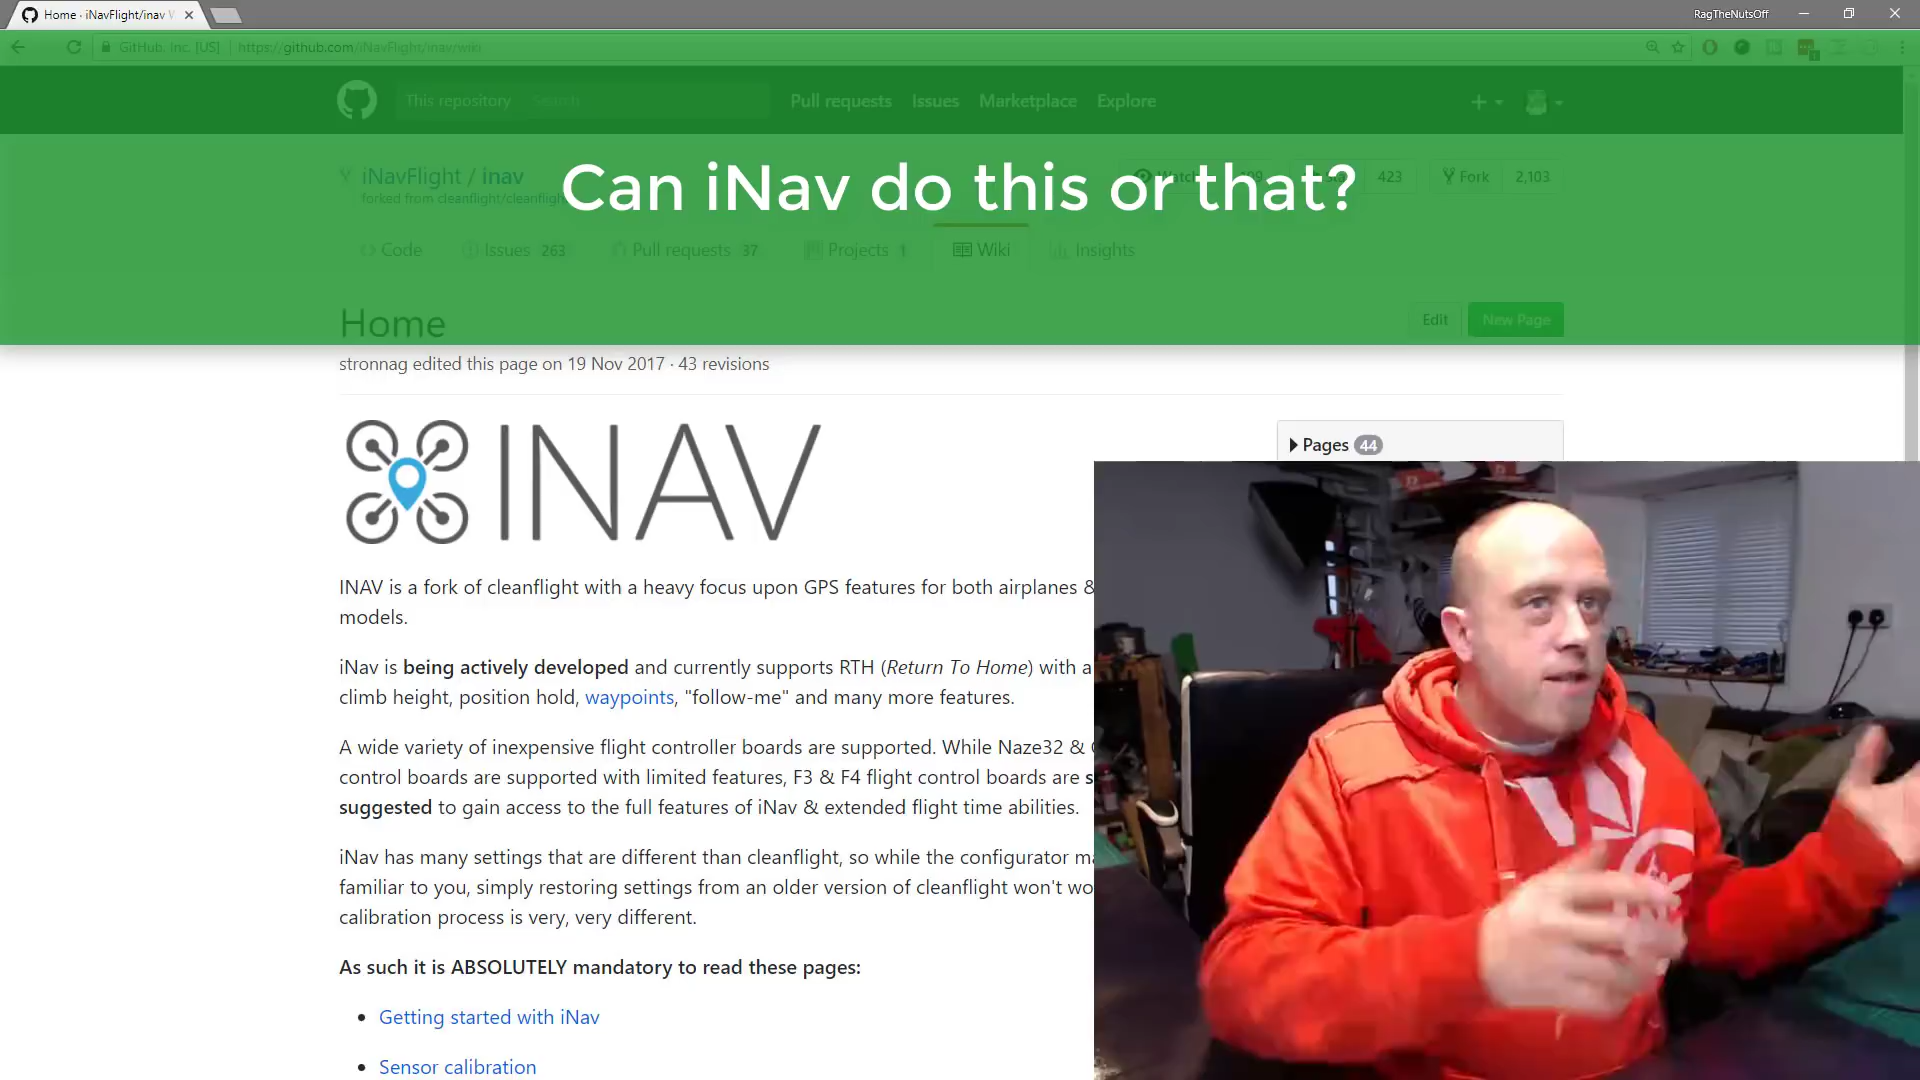 Home · iNavFlight/inav W
RagTheNutsOff
GitHub, Inc. [US] https://github.com/iNavFlight/inav/wiki
This repository Search Pull requests Issues Marketplace Explore
iNavFlight / inav
forked from cleanflight/cleanflight
Can iNav do this or that?
423 Fork 2,103
Code Issues 263 Pull requests 37 Projects 1 Wiki Insights
Home
Edit New Page
stronnag edited this page on 19 Nov 2017 · 43 revisions
INAV
Pages 44
INAV is a fork of cleanflight with a heavy focus upon GPS features for both airplanes &
models.
iNav is being actively developed and currently supports RTH (Return To Home) with a
climb height, position hold, waypoints, "follow-me" and many more features.
A wide variety of inexpensive flight controller boards are supported. While Naze32 &
control boards are supported with limited features, F3 & F4 flight control boards are
suggested to gain access to the full features of iNav & extended flight time abilities.
iNav has many settings that are different than cleanflight, so while the configurator
familiar to you, simply restoring settings from an older version of cleanflight won't
calibration process is very, very different.
As such it is ABSOLUTELY mandatory to read these pages:
Getting started with iNav
Sensor calibration